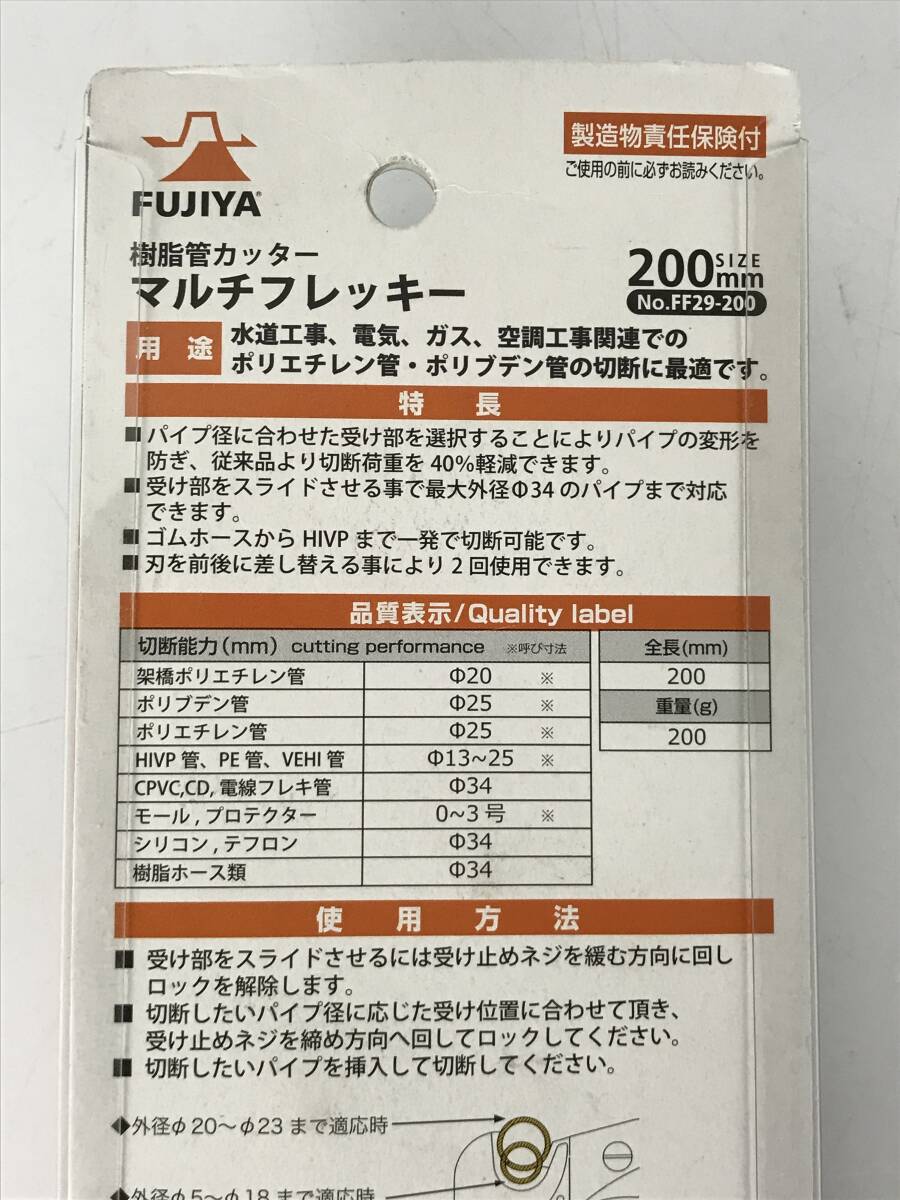 FUJIYA
製造物責任保険付
ご使用の前に必ずお読みください。
樹脂管カッター
マルチフレッキー
200mm SIZE
No.FF29-200
用 途
水道工事、電気、ガス、空調工事関連での
ポリエチレン管・ポリブデン管の切断に最適です。
特 長
■パイプ径に合わせた受け部を選択することによりパイプの変形を
防ぎ、従来品より切断荷重を40%軽減できます。
■受け部をスライドさせる事で最大外径Φ34のパイプまで対応
できます。
■ゴムホースからHIVPまで一発で切断可能です。
■刃を前後に差し替える事により2回使用できます。
品質表示/Quality label
切断能力(mm) cutting performance ※呼び寸法
架橋ポリエチレン管 Φ20 ※
ポリブデン管 Φ25 ※
ポリエチレン管 Φ25 ※
HIVP管、PE管、VEHI管 Φ13~25 ※
CPVC,CD,電線フレキ管 Φ34
モール,プロテクター 0~3号 ※
シリコン,テフロン Φ34
樹脂ホース類 Φ34
全長(mm)
200
重量(g)
200
使 用 方 法
■ 受け部をスライドさせるには受け止めネジを緩む方向に回し
ロックを解除します。
■ 切断したいパイプ径に応じた受け位置に合わせて頂き、
受け止めネジを締め方向へ回してロックしてください。
■ 切断したいパイプを挿入して切断してください。
◆外径φ20~φ23まで適応時
◆外径φ5~φ18まで適応時